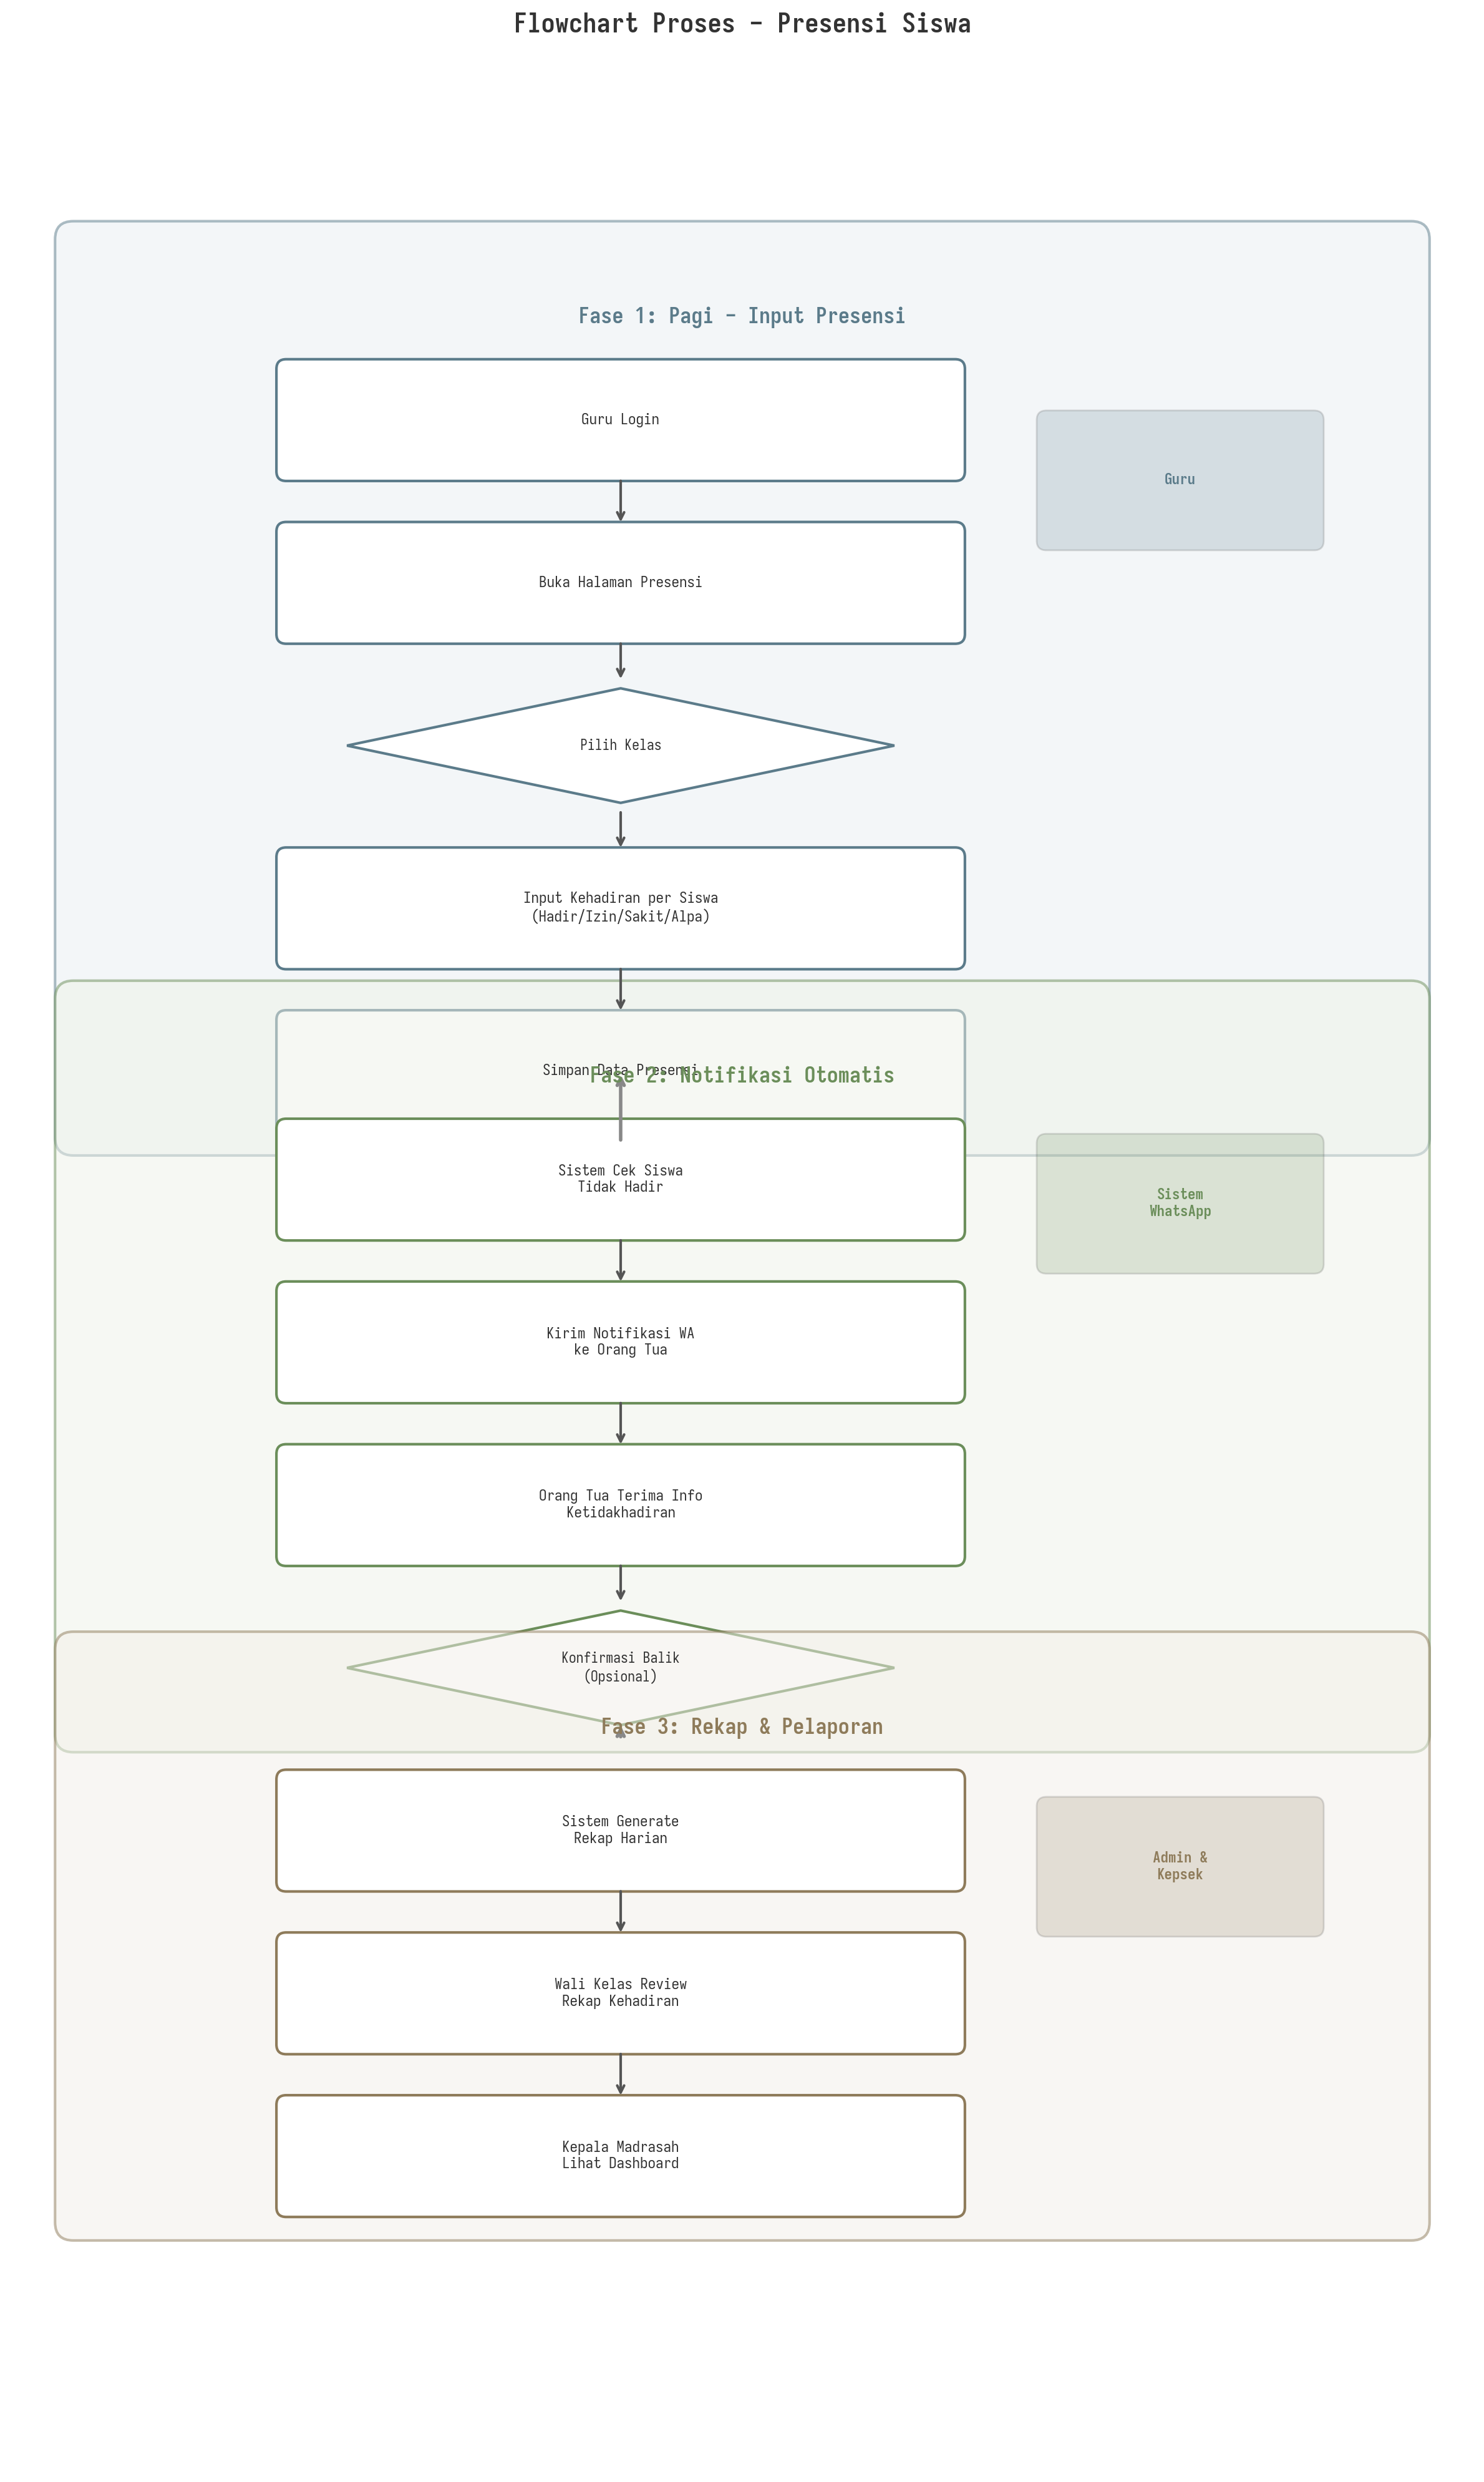 Flowchart Proses - Presensi Siswa
Fase 1: Pagi - Input Presensi
Guru Login
Guru
Buka Halaman Presensi
Pilih Kelas
Input Kehadiran per Siswa
(Hadir/Izin/Sakit/Alpa)
Simpan Data Presensi
Fase 2: Notifikasi Otomatis
Sistem Cek Siswa
Tidak Hadir
Sistem
WhatsApp
Kirim Notifikasi WA
ke Orang Tua
Orang Tua Terima Info
Ketidakhadiran
Konfirmasi Balik
(Opsional)
Fase 3: Rekap & Pelaporan
Sistem Generate
Rekap Harian
Admin &
Kepsek
Wali Kelas Review
Rekap Kehadiran
Kepala Madrasah
Lihat Dashboard